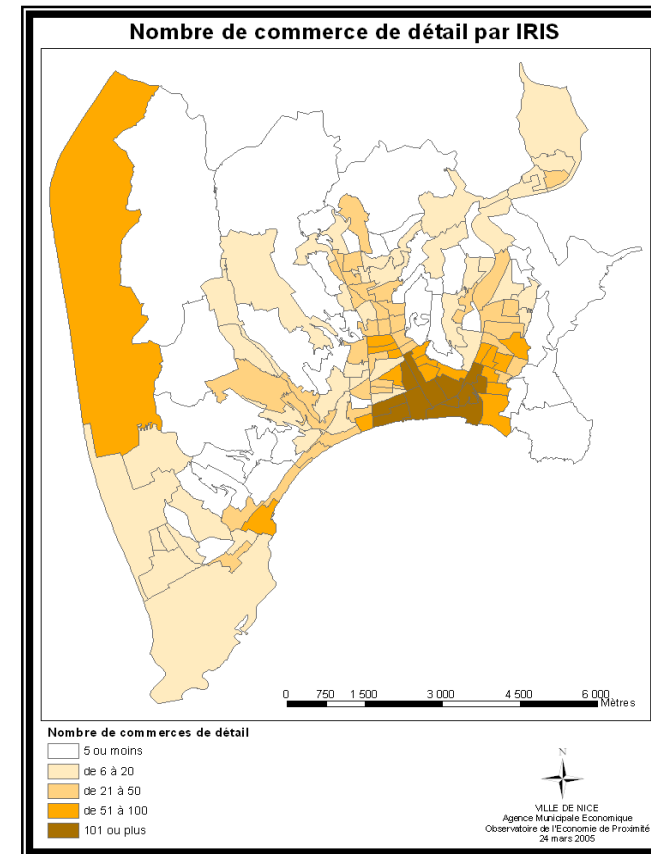 Nombre de commerce de détail par IRIS
0 750 1 500 3 000 4 500 6 000
Mètres
Nombre de commerces de détail
5 ou moins
de 6 à 20
de 21 à 50
de 51 à 100
101 ou plus
N
VILLE DE NICE
Agence Municipale Economique
Observatoire de l'Economie de Proximité
24 mars 2005